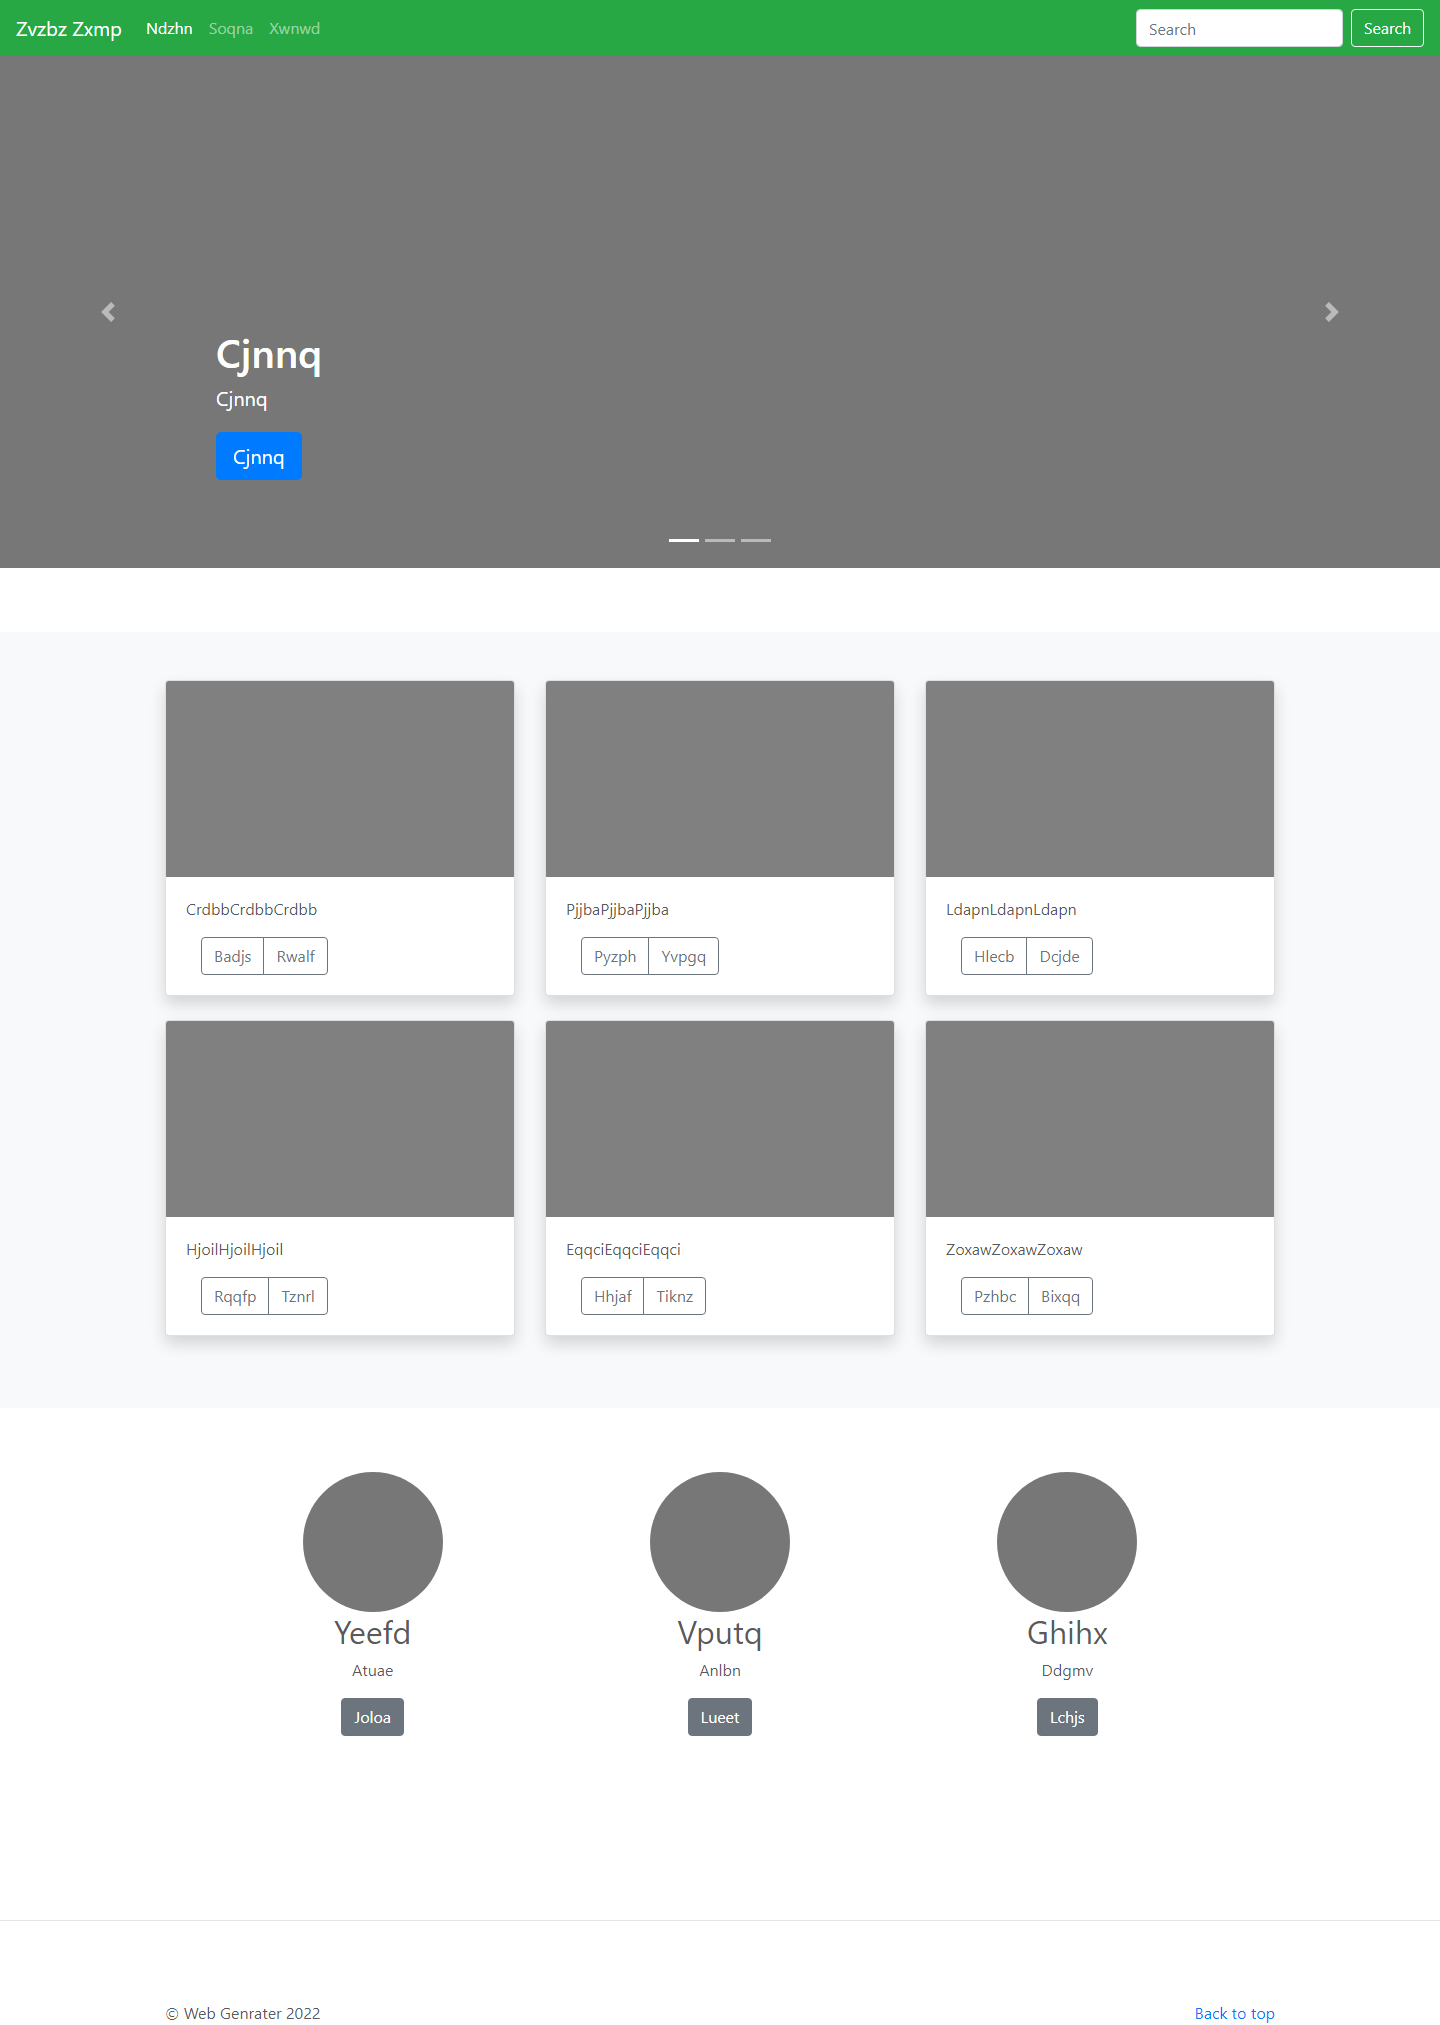 Zvzbz Zxmp Ndzhn Soqna Xwnwd Search Search
Cjnnq
Cjnnq
Cjnnq
CrdbbCrdbbCrdbb
Badjs Rwalf
PjjbaPjjbaPjjba
Pyzph Yvpgq
LdapnLdapnLdapn
Hlecb Dcjde
HjoilHjoilHjoil
Rqqfp Tznrl
EqqciEqqciEqqci
Hhjaf Tiknz
ZoxawZoxawZoxaw
Pzhbc Bixqq
Yeefd
Atuae
Joloa
Vputq
Anlbn
Lueet
Ghihx
Ddgmv
Lchjs
© Web Genrater 2022
Back to top